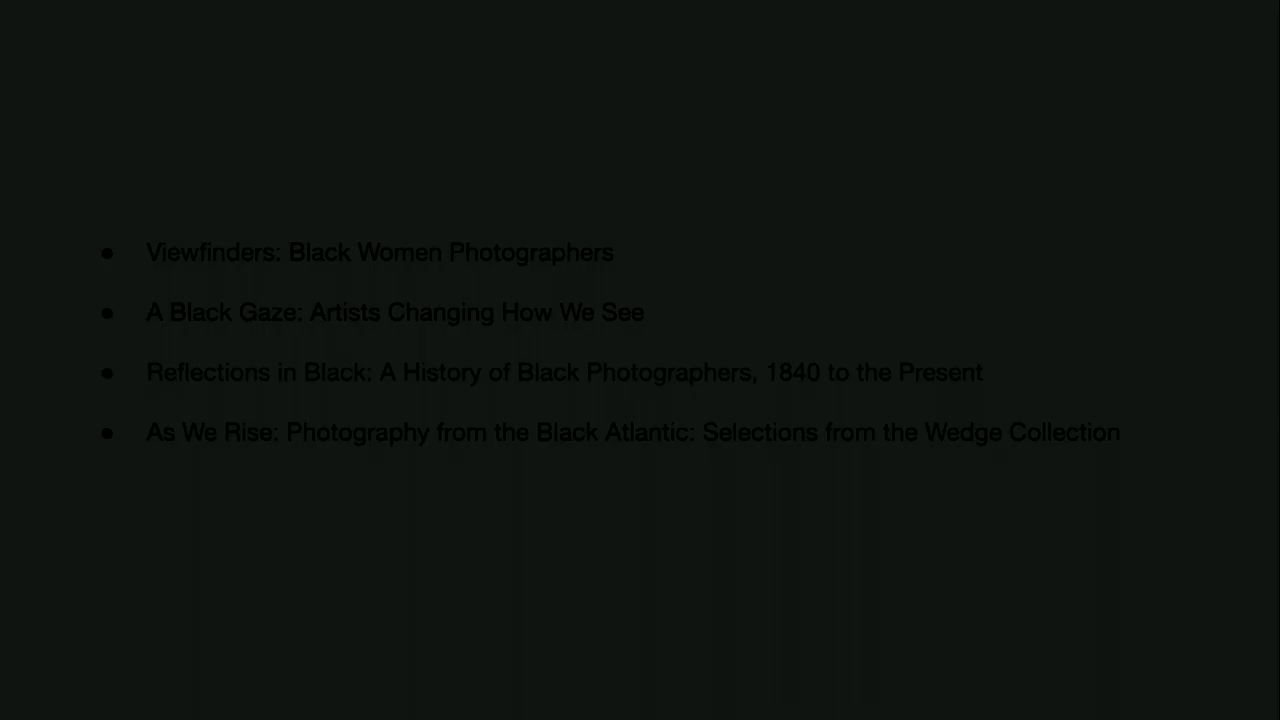 ● Viewfinders: Black Women Photographers
● A Black Gaze: Artists Changing How We See
● Reflections in Black: A History of Black Photographers, 1840 to the Present
● As We Rise: Photography from the Black Atlantic: Selections from the Wedge Collection